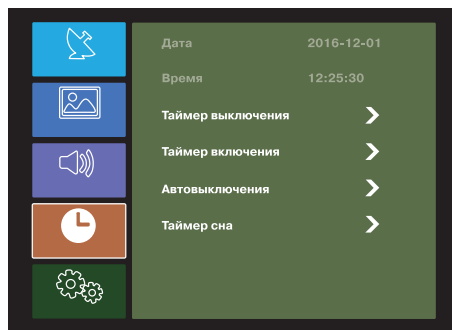 Дата 2016-12-01
Время 12:25:30
Таймер выключения
Таймер включения
Автовыключения
Таймер сна